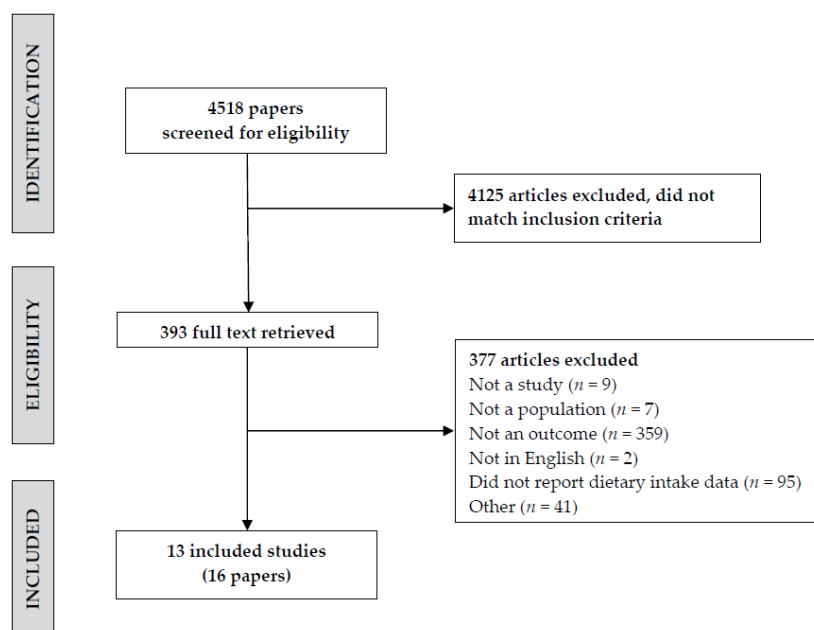 IDENTIFICATION
4518 papers
screened for eligibility
4125 articles excluded, did not
match inclusion criteria
ELIGIBILITY
393 full text retrieved
377 articles excluded
Not a study (n = 9)
Not a population (n = 7)
Not an outcome (n = 359)
Not in English (n = 2)
Did not report dietary intake data (n = 95)
Other (n = 41)
INCLUDED
13 included studies
(16 papers)